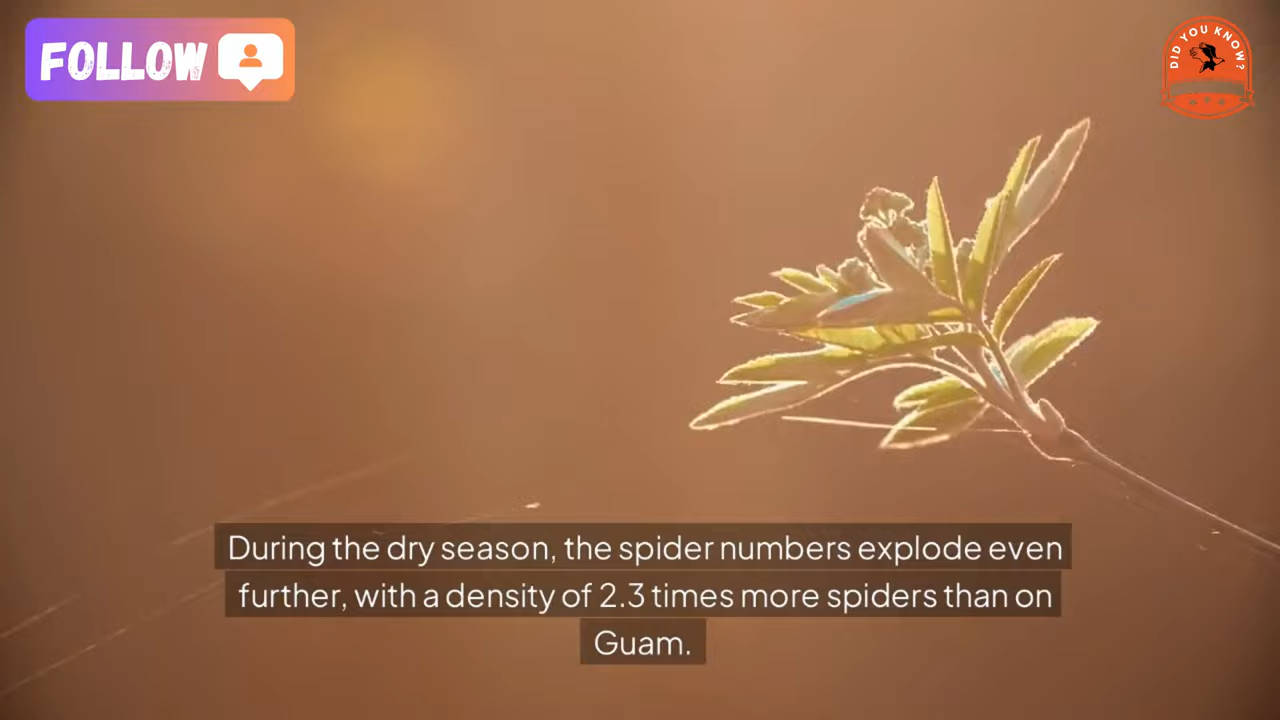 FOLLOW
DID YOU KNOW?
During the dry season, the spider numbers explode even
further, with a density of 2.3 times more spiders than on
Guam.